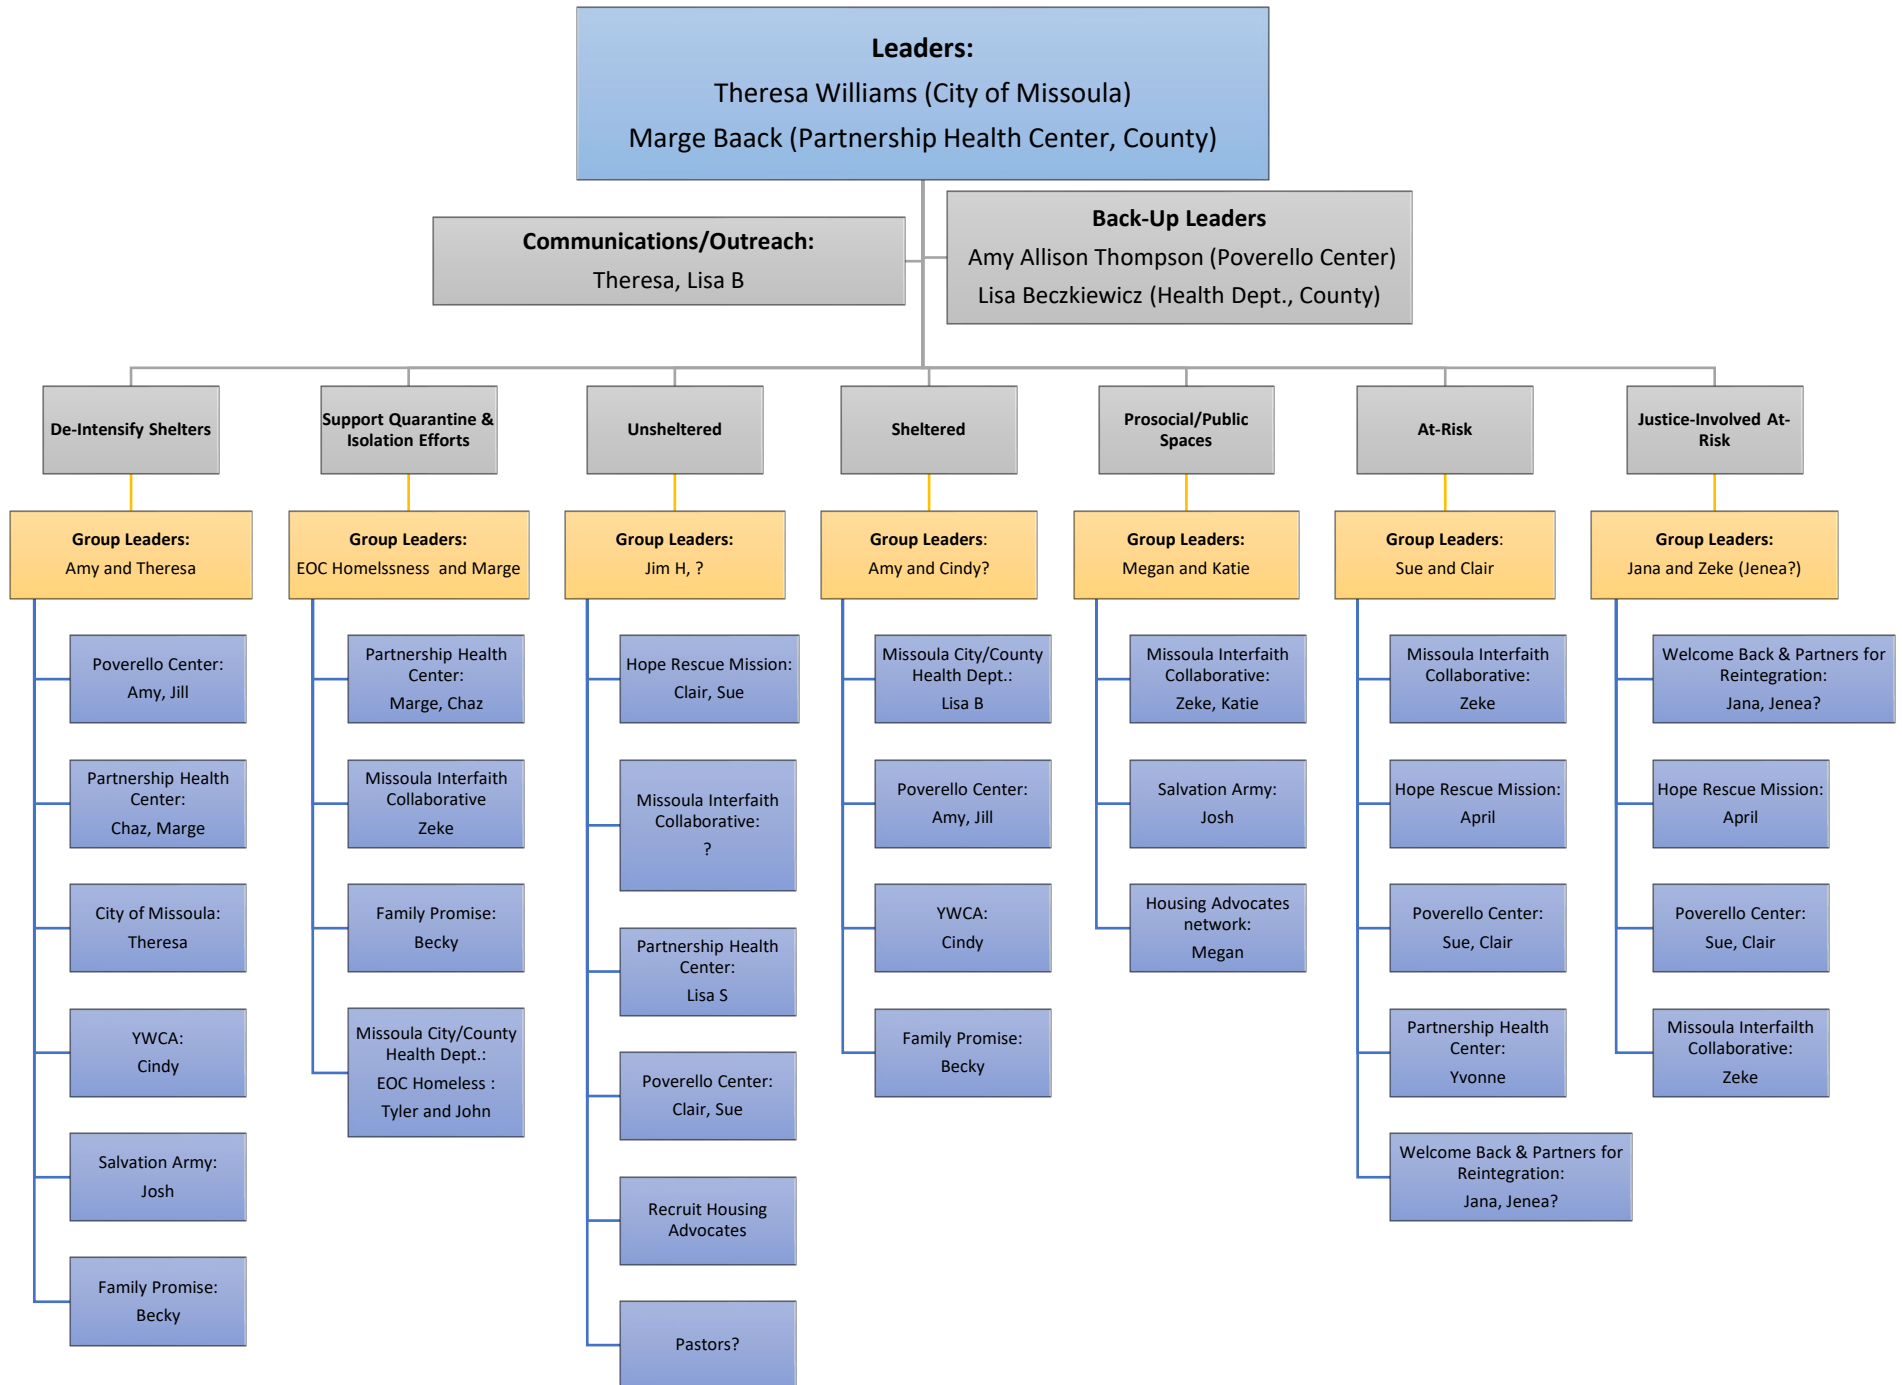 Leaders:
Theresa Williams (City of Missoula)
Marge Baack (Partnership Health Center, County)
Communications/Outreach:
Theresa, Lisa B
Back-Up Leaders
Amy Allison Thompson (Poverello Center)
Lisa Beczkiewicz (Health Dept., County)
De-Intensify Shelters
Group Leaders:
Amy and Theresa
Poverello Center:
Amy, Jill
Partnership Health
Center:
Chaz, Marge
City of Missoula:
Theresa
YWCA:
Cindy
Salvation Army:
Josh
Family Promise:
Becky
Support Quarantine &
Isolation Efforts
Group Leaders:
EOC Homelssness and Marge
Partnership Health
Center:
Marge, Chaz
Missoula Interfaith
Collaborative
Zeke
Family Promise:
Becky
Missoula City/County
Health Dept.:
EOC Homeless :
Tyler and John
Unsheltered
Group Leaders:
Jim H, ?
Hope Rescue Mission:
Clair, Sue
Missoula Interfaith
Collaborative:
?
Partnership Health
Center:
Lisa S
Poverello Center:
Clair, Sue
Recruit Housing
Advocates
Pastors?
Sheltered
Group Leaders:
Amy and Cindy?
Missoula City/County
Health Dept.:
Lisa B
Poverello Center:
Amy, Jill
YWCA:
Cindy
Family Promise:
Becky
Prosocial/Public
Spaces
Group Leaders:
Megan and Katie
Missoula Interfaith
Collaborative:
Zeke, Katie
Salvation Army:
Josh
Housing Advocates
network:
Megan
At-Risk
Group Leaders:
Sue and Clair
Missoula Interfaith
Collaborative:
Zeke
Hope Rescue Mission:
April
Poverello Center:
Sue, Clair
Partnership Health
Center:
Yvonne
Welcome Back & Partners for
Reintegration:
Jana, Jenea?
Justice-Involved At-
Risk
Group Leaders:
Jana and Zeke (Jenea?)
Welcome Back & Partners for
Reintegration:
Jana, Jenea?
Hope Rescue Mission:
April
Poverello Center:
Sue, Clair
Missoula Interfailth
Collaborative:
Zeke